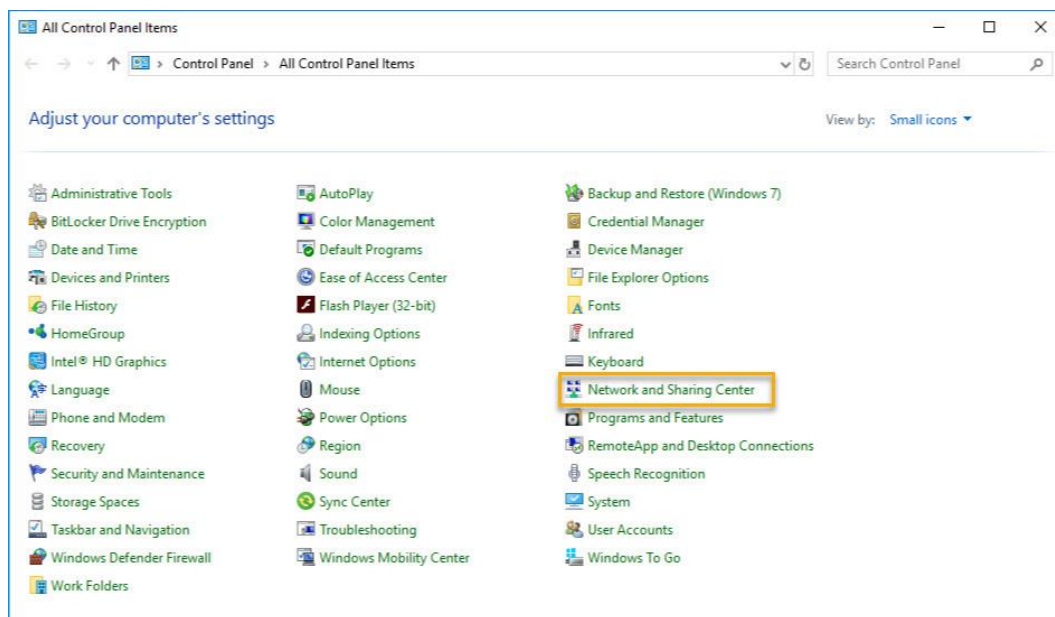 All Control Panel Items
Control Panel > All Control Panel Items
Search Control Panel
Adjust your computer's settings
View by: Small icons
Administrative Tools
AutoPlay
Backup and Restore (Windows 7)
BitLocker Drive Encryption
Color Management
Credential Manager
Date and Time
Default Programs
Device Manager
Devices and Printers
Ease of Access Center
File Explorer Options
File History
Flash Player (32-bit)
Fonts
HomeGroup
Indexing Options
Infrared
Intel® HD Graphics
Internet Options
Keyboard
Language
Mouse
Network and Sharing Center
Phone and Modem
Power Options
Programs and Features
Recovery
Region
RemoteApp and Desktop Connections
Security and Maintenance
Sound
Speech Recognition
Storage Spaces
Sync Center
System
Taskbar and Navigation
Troubleshooting
User Accounts
Windows Defender Firewall
Windows Mobility Center
Windows To Go
Work Folders